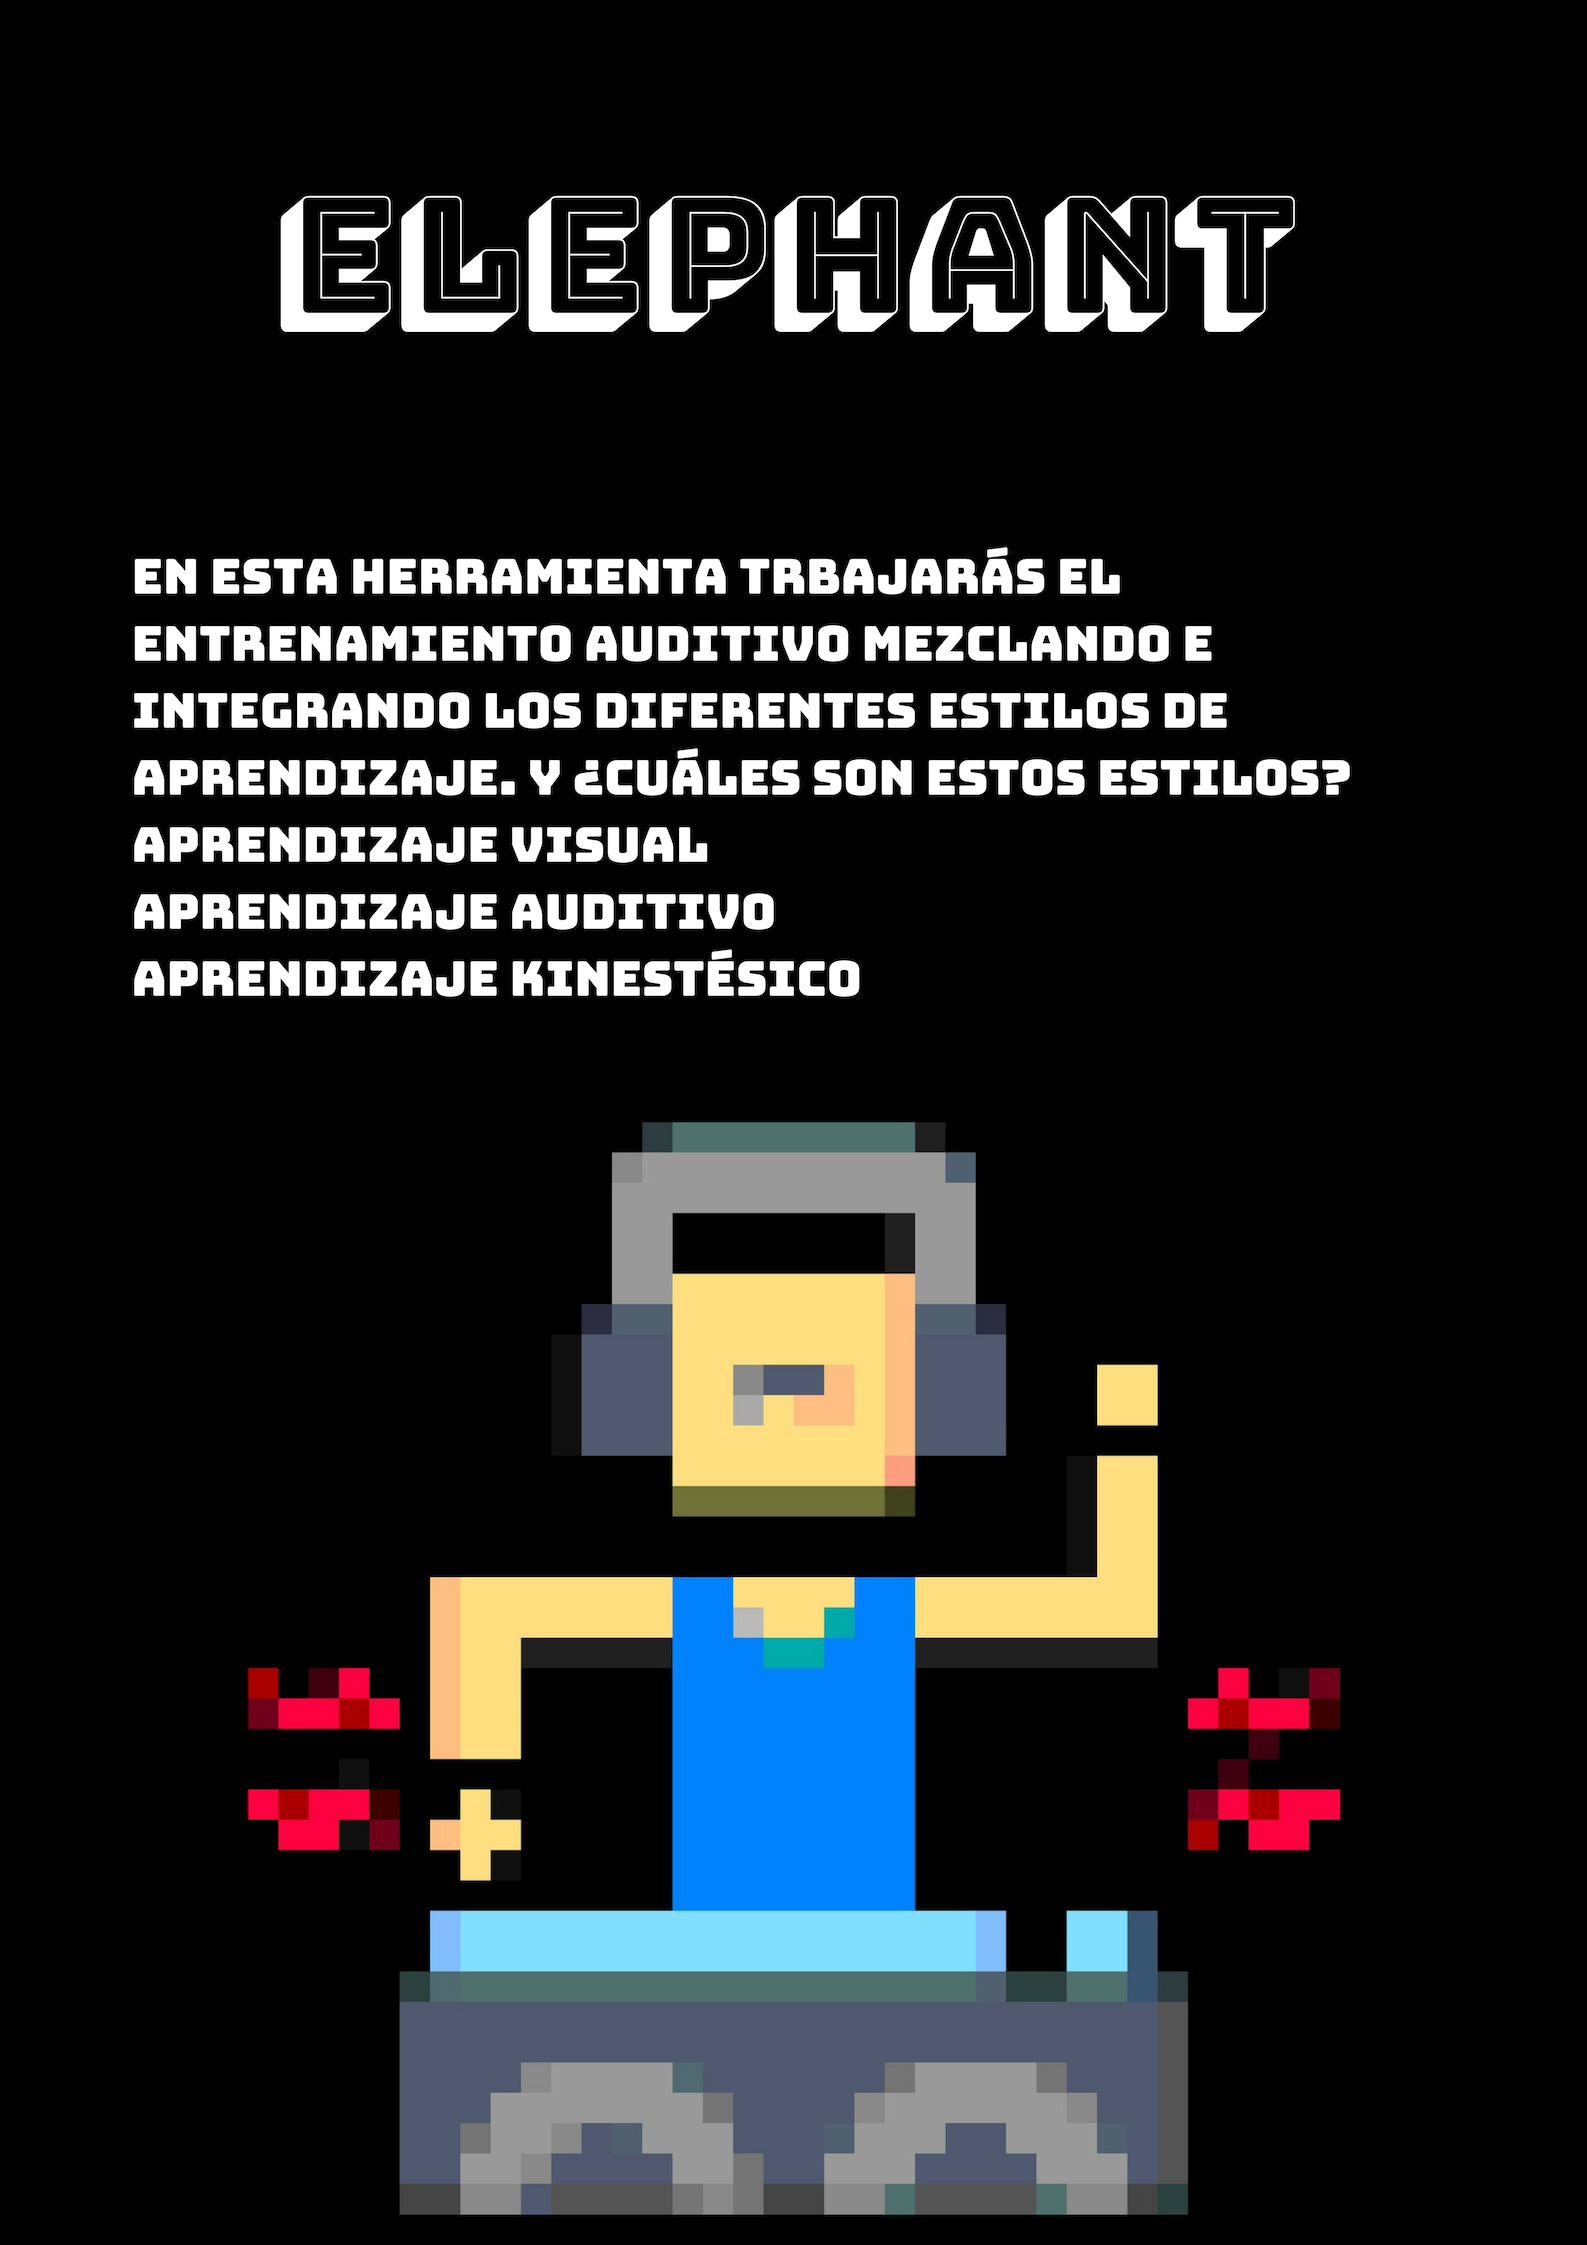 ELEPHANT
EN ESTA HERRAMIENTA TRBAJARÁS EL
ENTRENAMIENTO AUDITIVO MEZCLANDO E
INTEGRANDO LOS DIFERENTES ESTILOS DE
APRENDIZAJE. Y ¿CUÁLES SON ESTOS ESTILOS?
APRENDIZAJE VISUAL
APRENDIZAJE AUDITIVO
APRENDIZAJE KINESTÉSICO